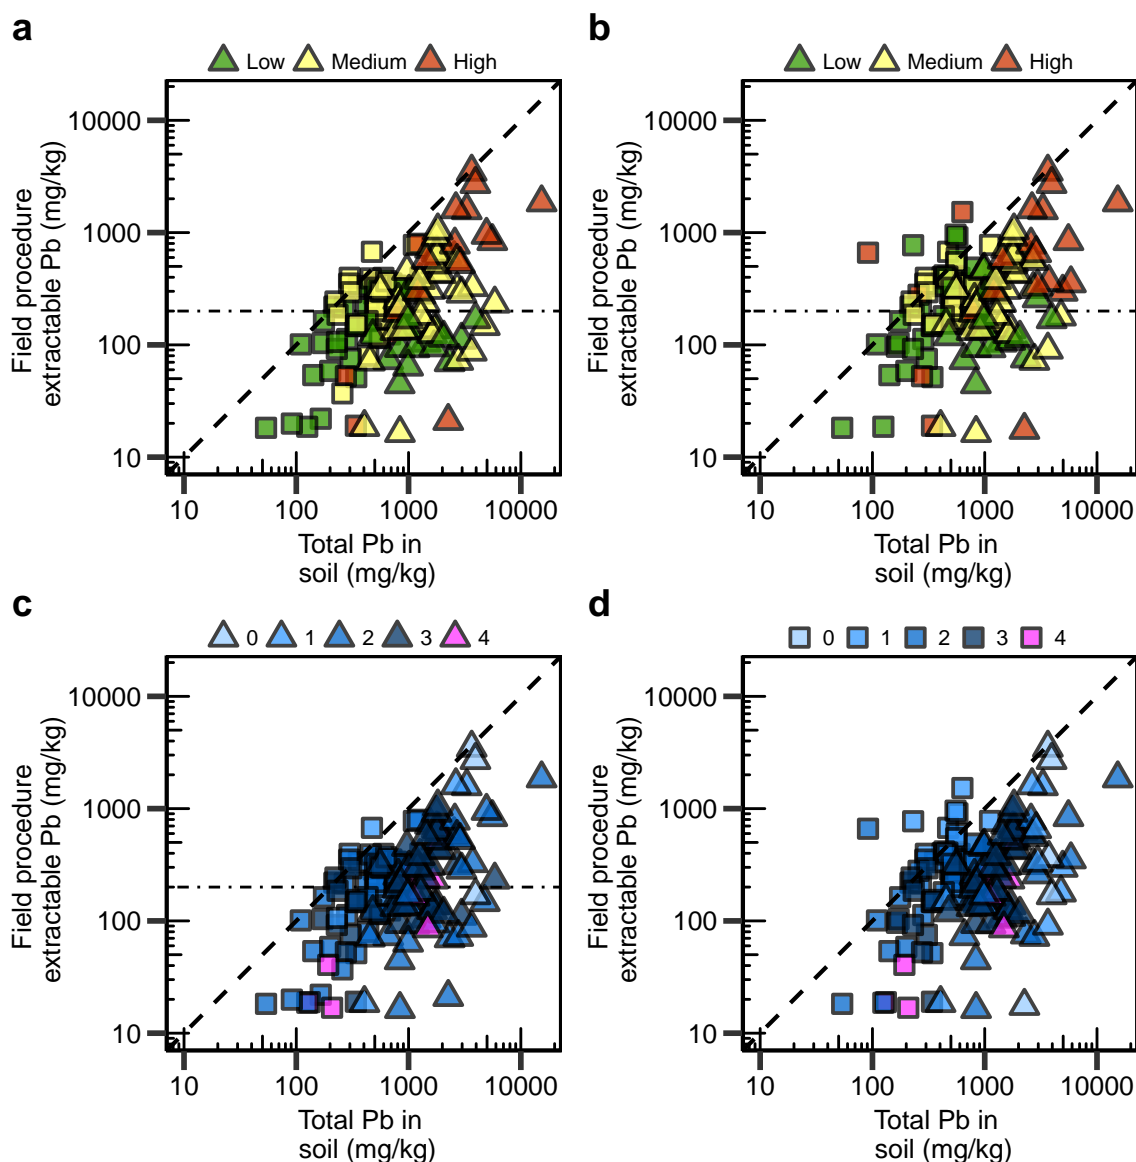 a
Low Medium High
10000
1000
100
10
Field procedure
extractable Pb (mg/kg)
10 100 1000 10000
Total Pb in
soil (mg/kg)
b
Low Medium High
10000
1000
100
10
Field procedure
extractable Pb (mg/kg)
10 100 1000 10000
Total Pb in
soil (mg/kg)
c
0 1 2 3 4
10000
1000
100
10
Field procedure
extractable Pb (mg/kg)
10 100 1000 10000
Total Pb in
soil (mg/kg)
d
0 1 2 3 4
10000
1000
100
10
Field procedure
extractable Pb (mg/kg)
10 100 1000 10000
Total Pb in
soil (mg/kg)